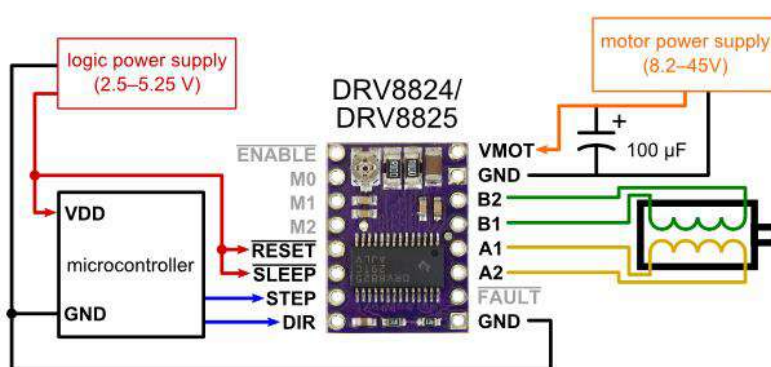 logic power supply
(2.5–5.25 V)
motor power supply
(8.2–45V)
DRV8824/
DRV8825
ENABLE
M0
M1
M2
RESET
SLEEP
STEP
DIR
VMOT
GND
B2
B1
A1
A2
FAULT
GND
+
100 µF
VDD
microcontroller
GND